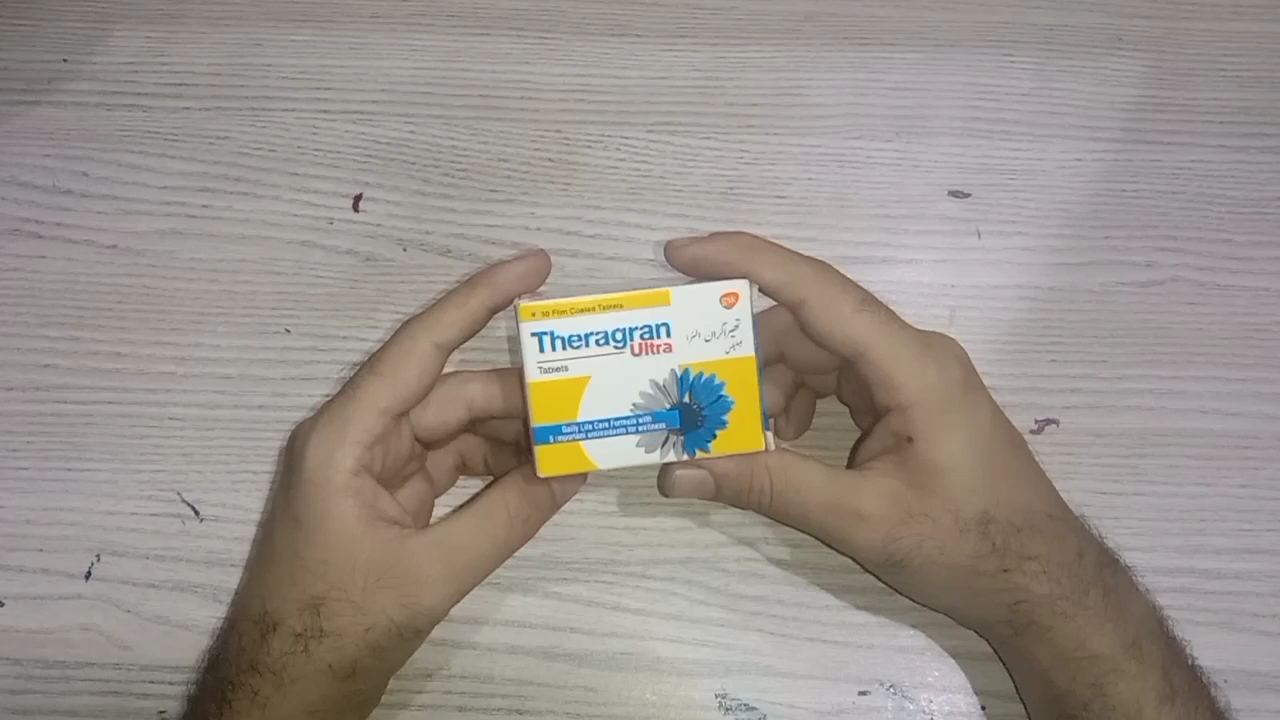 30 Film Coated Tablets
gsk
Theragran
Ultra
تھیراگران الٹرا
ٹیبلیٹس
Tablets
Daily Life Care Formula with
5 important antioxidants for wellness